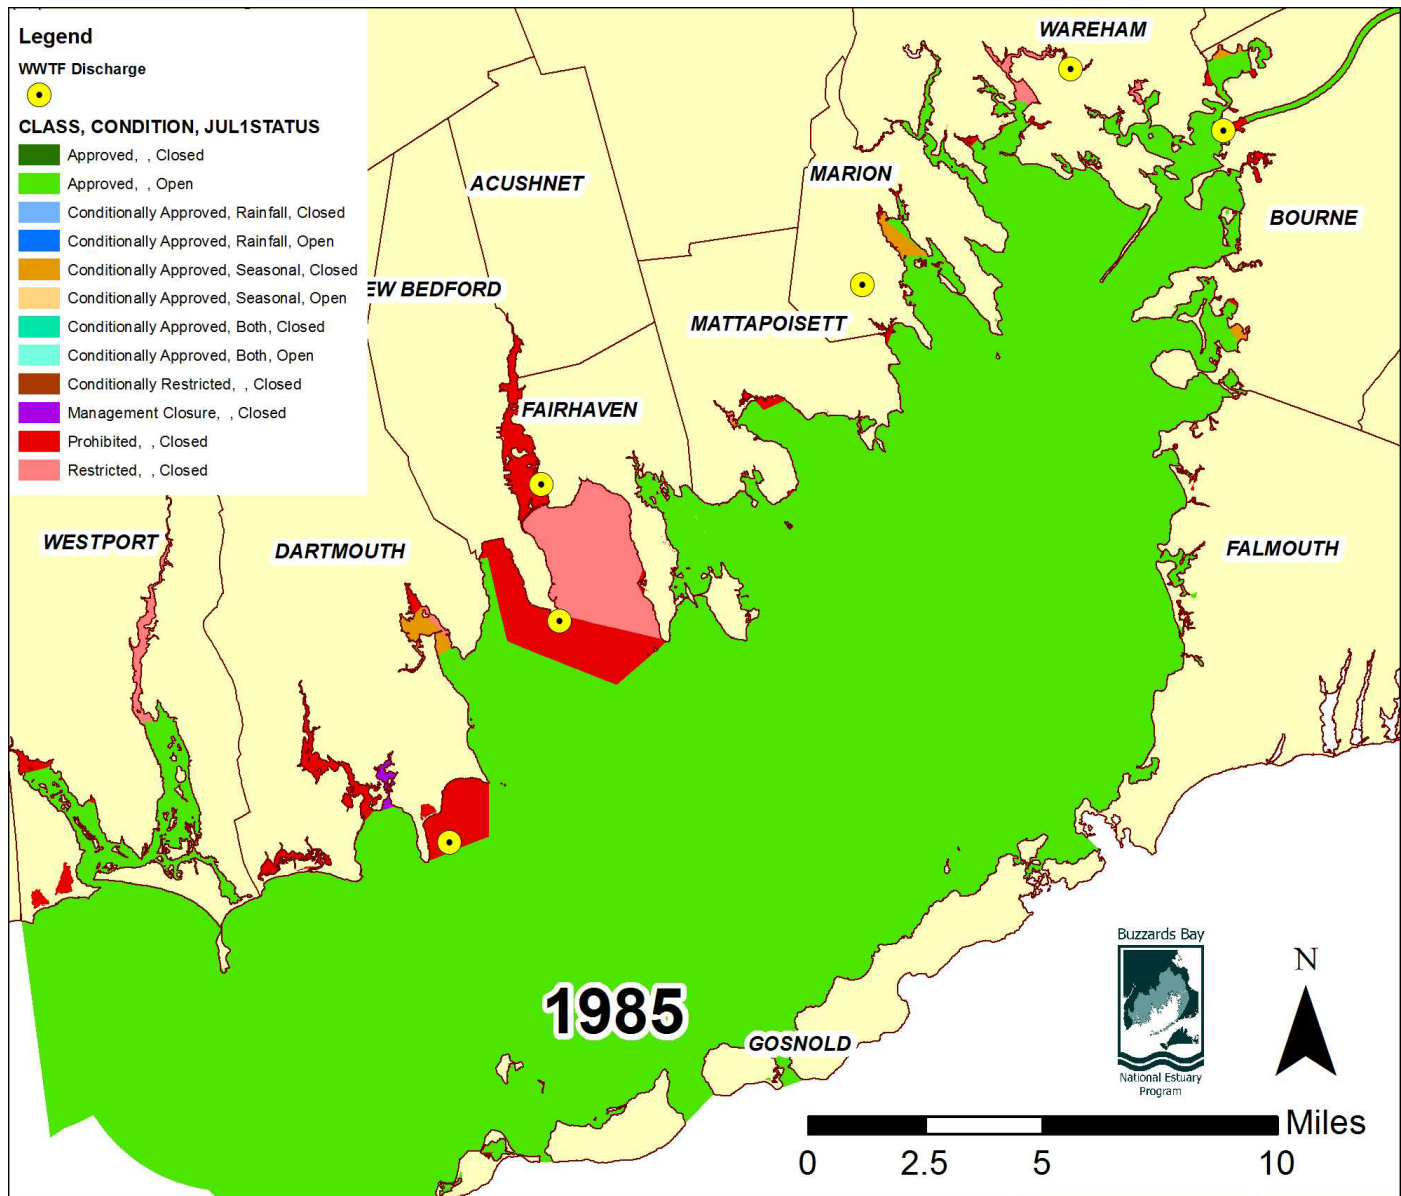 Legend
WWTF Discharge
CLASS, CONDITION, JUL1STATUS
Approved, , Closed
Approved, , Open
Conditionally Approved, Rainfall, Closed
Conditionally Approved, Rainfall, Open
Conditionally Approved, Seasonal, Closed
Conditionally Approved, Seasonal, Open
Conditionally Approved, Both, Closed
Conditionally Approved, Both, Open
Conditionally Restricted, , Closed
Management Closure, , Closed
Prohibited, , Closed
Restricted, , Closed
WAREHAM
ACUSHNET
MARION
BOURNE
EW BEDFORD
MATTAPOISETT
FAIRHAVEN
WESTPORT
DARTMOUTH
FALMOUTH
1985
GOSNOLD
Buzzards Bay
National Estuary
Program
N
Miles
0 2.5 5 10